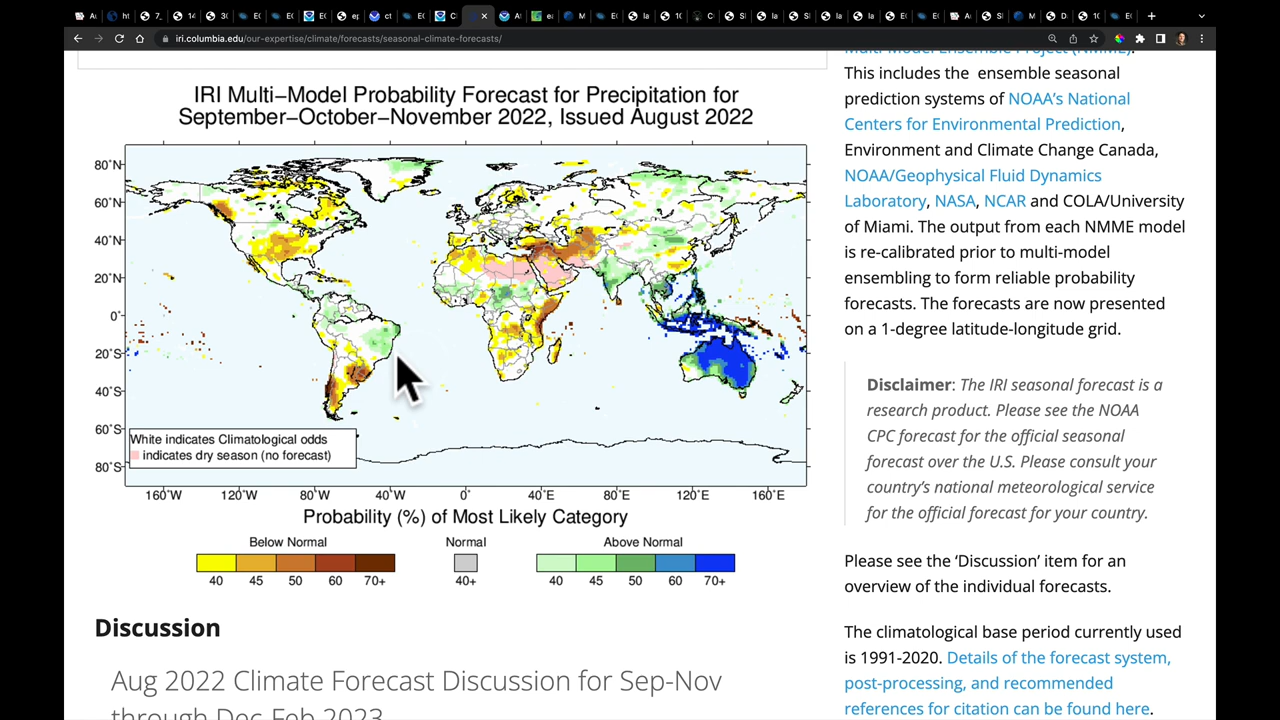 iri.columbia.edu/our-expertise/climate/forecasts/seasonal-climate-forecasts/
IRI Multi-Model Probability Forecast for Precipitation for
September-October-November 2022, Issued August 2022
80°N
60°N
40°N
20°N
0°
20°S
40°S
60°S
80°S
White indicates Climatological odds
indicates dry season (no forecast)
160°W 120°W 80°W 40°W 0° 40°E 80°E 120°E 160°E
Probability (%) of Most Likely Category
Below Normal Normal Above Normal
40 45 50 60 70+ 40+ 40 45 50 60 70+
Discussion
Aug 2022 Climate Forecast Discussion for Sep-Nov
through Dec-Feb 2023
Multi-Model Ensemble Project (NMME).
This includes the ensemble seasonal
prediction systems of NOAA's National
Centers for Environmental Prediction,
Environment and Climate Change Canada,
NOAA/Geophysical Fluid Dynamics
Laboratory, NASA, NCAR and COLA/University
of Miami. The output from each NMME model
is re-calibrated prior to multi-model
ensembling to form reliable probability
forecasts. The forecasts are now presented
on a 1-degree latitude-longitude grid.
Disclaimer: The IRI seasonal forecast is a
research product. Please see the NOAA
CPC forecast for the official seasonal
forecast over the U.S. Please consult your
country's national meteorological service
for the official forecast for your country.
Please see the 'Discussion' item for an
overview of the individual forecasts.
The climatological base period currently used
is 1991-2020. Details of the forecast system,
post-processing, and recommended
references for citation can be found here.